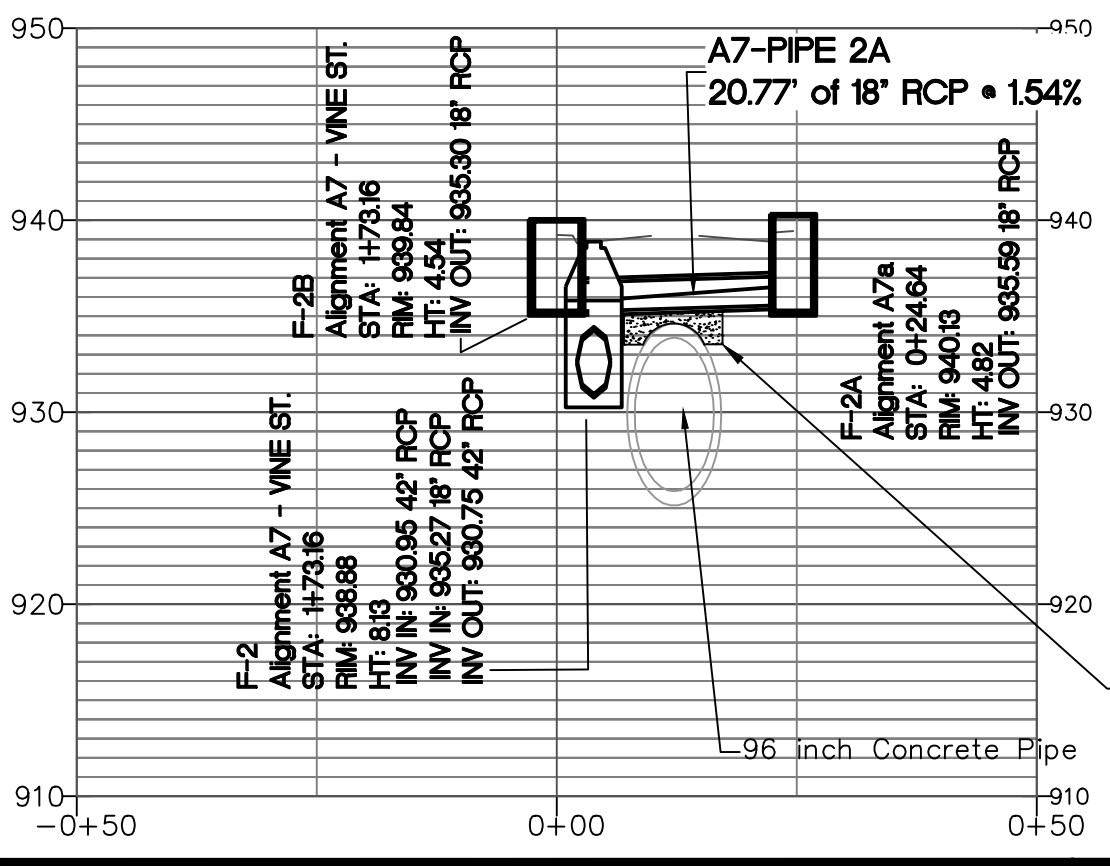 950
950
A7-PIPE 2A
20.77' of 18" RCP @ 1.54%
F-2B
Alignment A7 - VINE ST.
STA: 1+73.16
RIM: 939.84
HT: 4.54
INV OUT: 935.30 18" RCP
940
940
F-2A
Alignment A7a
STA: 0+24.64
RIM: 940.13
HT: 4.82
INV OUT: 935.59 18" RCP
930
930
F-2
Alignment A7 - VINE ST.
STA: 1+73.16
RIM: 938.88
HT: 8.13
INV IN: 930.95 42" RCP
INV IN: 935.27 18" RCP
INV OUT: 930.75 42" RCP
920
920
96 inch Concrete Pipe
910
910
-0+50
0+00
0+50